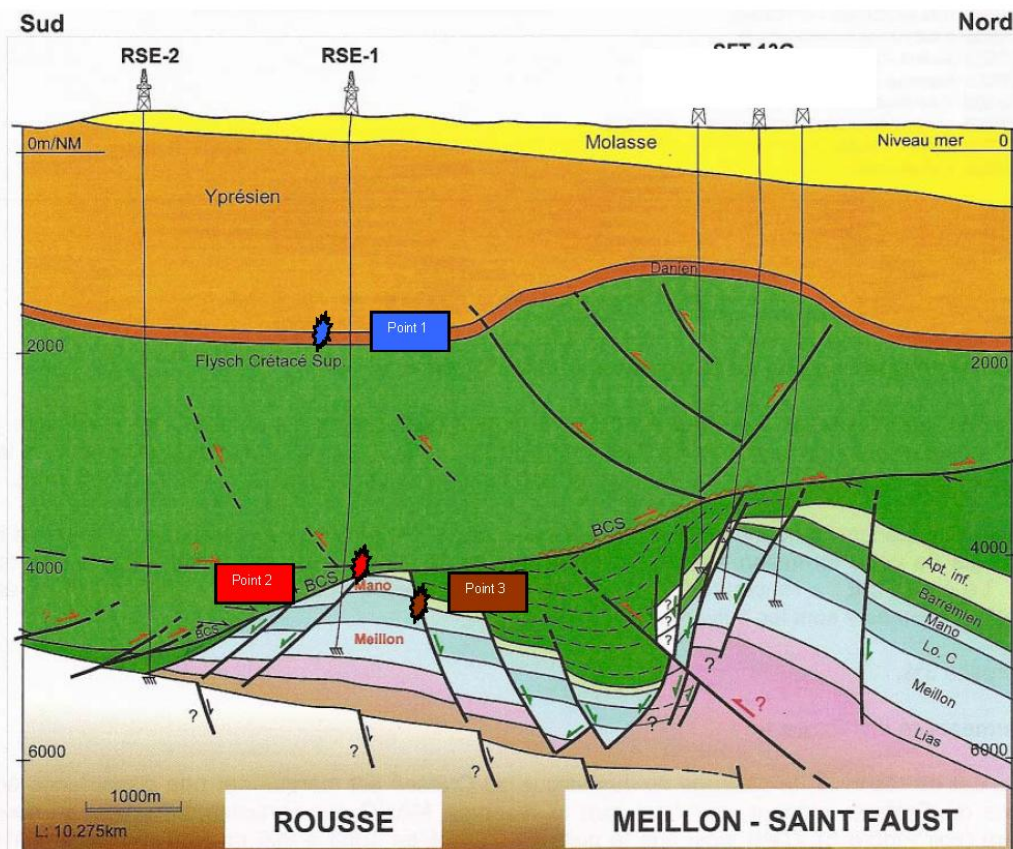 Sud
Nord
RSE-2
RSE-1
0m/NM
Molasse
Niveau mer
0
Yprésien
Danien
Point 1
2000
2000
Flysch Crétacé Sup.
BCS
4000
4000
Point 2
BCS
Mano
Point 3
Apt. inf.
Barrémien
Mano
BCS
Meillon
Lo. C
Meillon
Lias
?
?
?
?
?
?
?
?
?
?
6000
6000
1000m
L: 10.275km
ROUSSE
MEILLON - SAINT FAUST